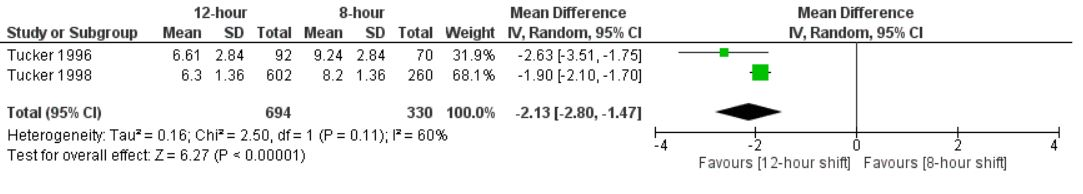 12-hour 8-hour Mean Difference Mean Difference
Study or Subgroup Mean SD Total Mean SD Total Weight IV, Random, 95% CI IV, Random, 95% CI
Tucker 1996 6.61 2.84 92 9.24 2.84 70 31.9% -2.63 [-3.51, -1.75]
Tucker 1998 6.3 1.36 602 8.2 1.36 260 68.1% -1.90 [-2.10, -1.70]
Total (95% CI) 694 330 100.0% -2.13 [-2.80, -1.47]
Heterogeneity: Tau² = 0.16; Chi² = 2.50, df = 1 (P = 0.11); I² = 60%
Test for overall effect: Z = 6.27 (P < 0.00001)
-4 -2 0 2 4
Favours [12-hour shift] Favours [8-hour shift]